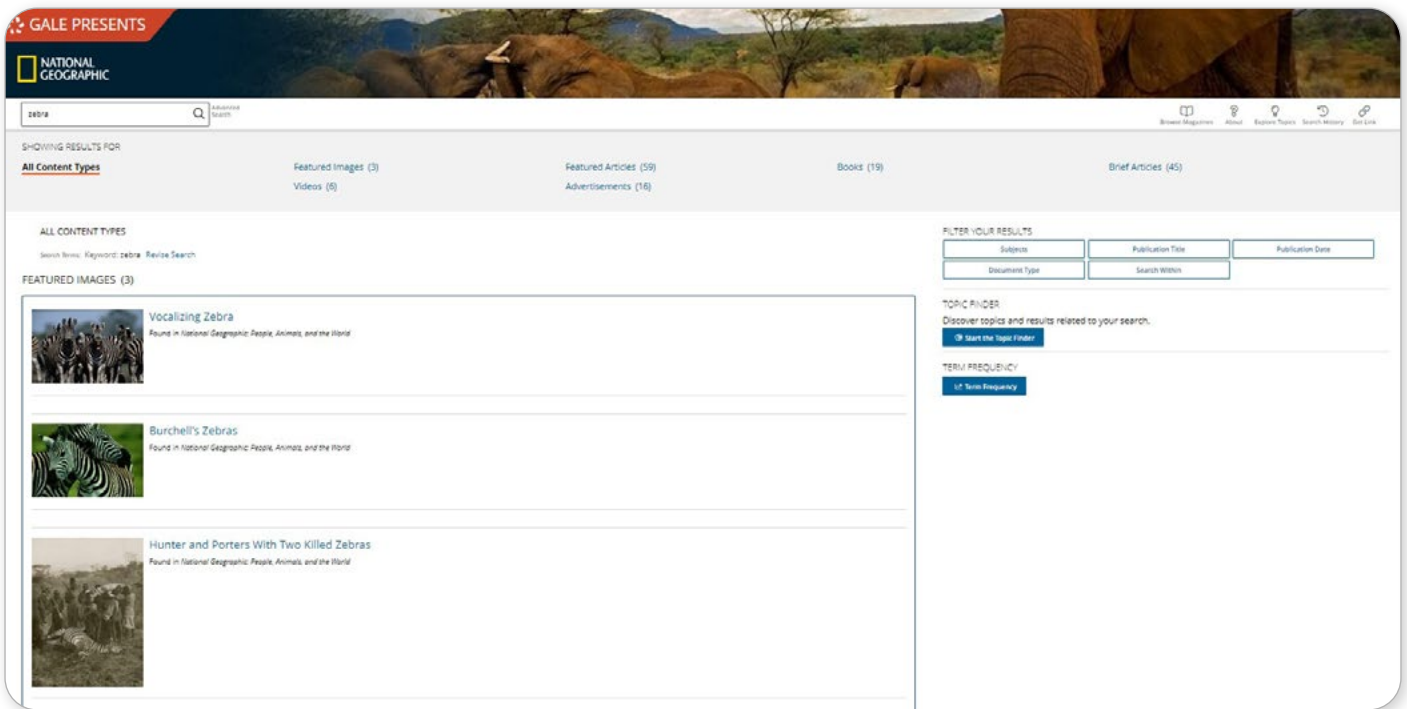 GALE PRESENTS
NATIONAL
GEOGRAPHIC
zebra
Advanced
Search
Browse Magazines About Explore Topics Search History Get Link
SHOWING RESULTS FOR
All Content Types Featured Images (3) Featured Articles (59) Books (19) Brief Articles (45)
Videos (6) Advertisements (16)
ALL CONTENT TYPES
Search Terms: Keyword: zebra Revise Search
FEATURED IMAGES (3)
Vocalizing Zebra
Found in National Geographic: People, Animals, and the World
Burchell's Zebras
Found in National Geographic: People, Animals, and the World
Hunter and Porters With Two Killed Zebras
Found in National Geographic: People, Animals, and the World
FILTER YOUR RESULTS
Subjects Publication Title Publication Date
Document Type Search Within
TOPIC FINDER
Discover topics and results related to your search.
Start the Topic Finder
TERM FREQUENCY
Term Frequency